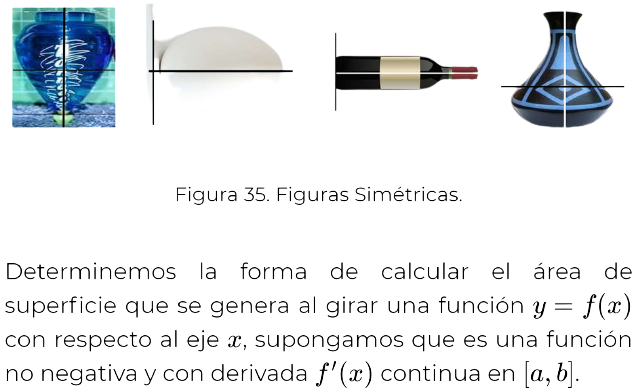 Figura 35. Figuras Simétricas.
Determinemos la forma de calcular el área de
superficie que se genera al girar una función y = f(x)
con respecto al eje x, supongamos que es una función
no negativa y con derivada f′(x) continua en [a, b].